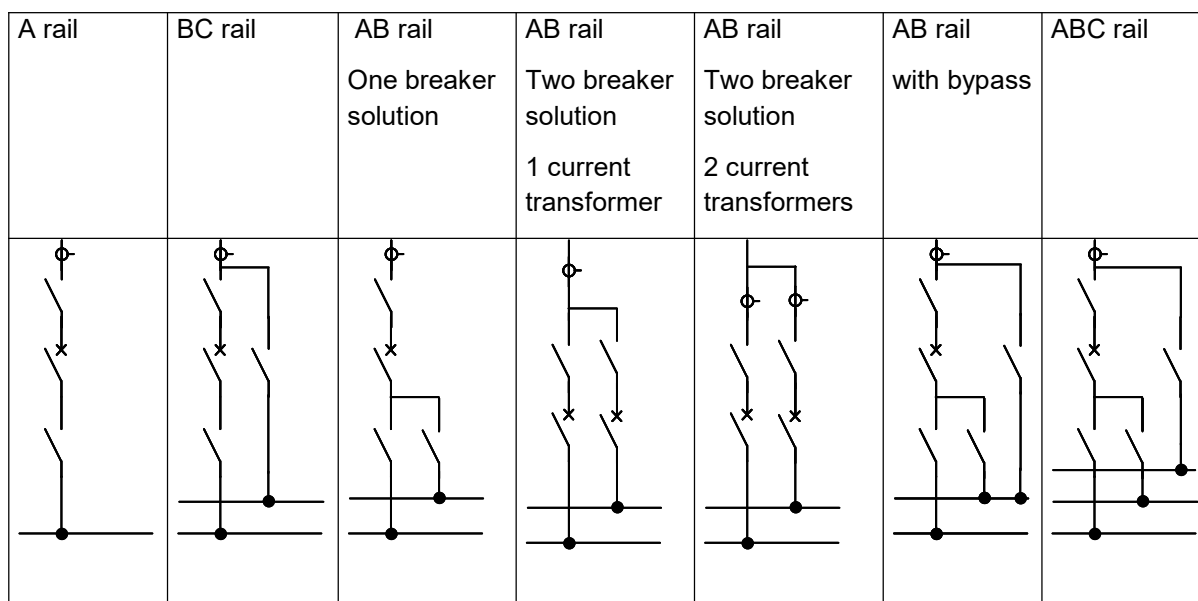 A rail
BC rail
AB rail
One breaker
solution
AB rail
Two breaker
solution
1 current
transformer
AB rail
Two breaker
solution
2 current
transformers
AB rail
with bypass
ABC rail